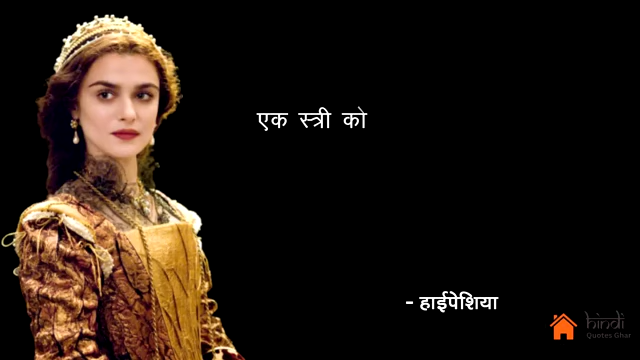 एक स्त्री को
- हाईपेशिया
hindi
Quotes Ghar